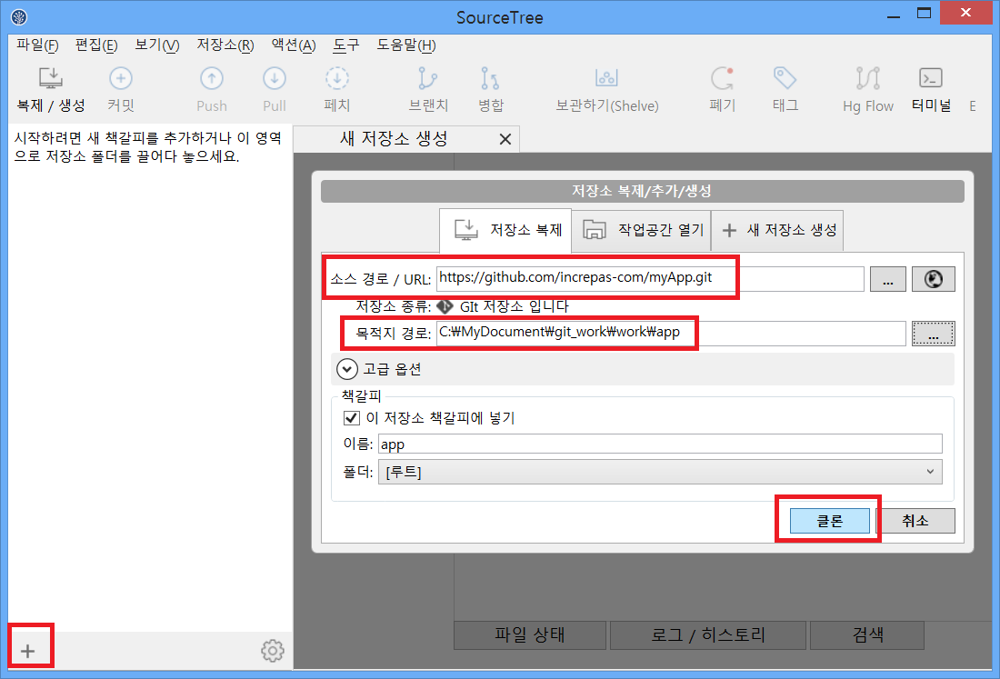 SourceTree
파일(F) 편집(E) 보기(V) 저장소(R) 액션(A) 도구 도움말(H)
복제 / 생성 커밋 Push Pull 페치 브랜치 병합 보관하기(Shelve) 폐기 태그 Hg Flow 터미널 E
시작하려면 새 책갈피를 추가하거나 이 영역
으로 저장소 폴더를 끌어다 놓으세요.
새 저장소 생성
저장소 복제/추가/생성
저장소 복제 작업공간 열기 + 새 저장소 생성
소스 경로 / URL: https://github.com/increpas-com/myApp.git ...
저장소 종류: GIt 저장소 입니다
목적지 경로: C:₩MyDocument₩git_work₩work₩app ...
고급 옵션
책갈피
이 저장소 책갈피에 넣기
이름: app
폴더: [루트]
클론 취소
파일 상태 로그 / 히스토리 검색
+